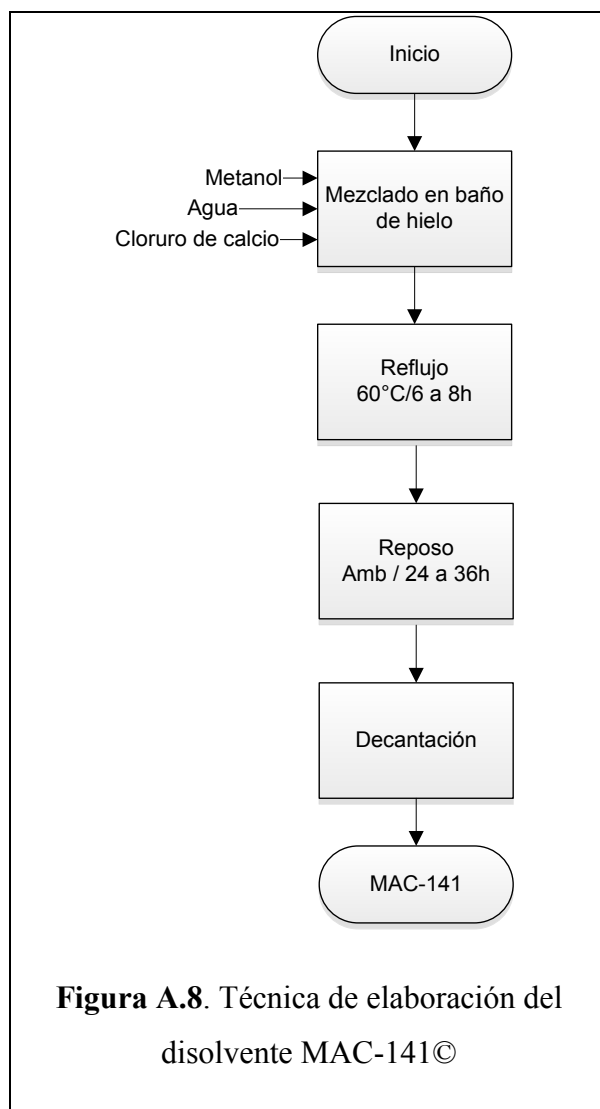 Inicio
Metanol
Agua
Cloruro de calcio
Mezclado en baño
de hielo
Reflujo
60°C/6 a 8h
Reposo
Amb / 24 a 36h
Decantación
MAC-141
Figura A.8. Técnica de elaboración del
disolvente MAC-141©